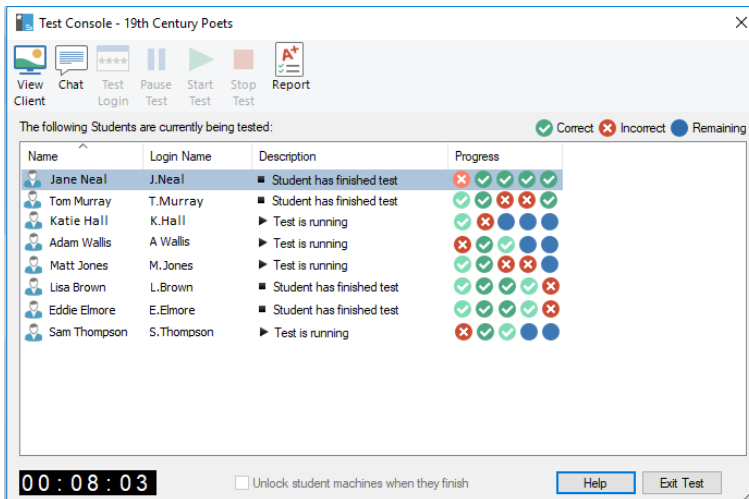 Test Console - 19th Century Poets
View Client
Chat
****
Test Login
Pause Test
Start Test
Stop Test
A+
Report
The following Students are currently being tested:
Correct Incorrect Remaining
Name Login Name Description Progress
Jane Neal J.Neal Student has finished test
Tom Murray T.Murray Student has finished test
Katie Hall K.Hall Test is running
Adam Wallis A Wallis Test is running
Matt Jones M.Jones Test is running
Lisa Brown L.Brown Student has finished test
Eddie Elmore E.Elmore Student has finished test
Sam Thompson S.Thompson Test is running
00:08:03
Unlock student machines when they finish
Help
Exit Test